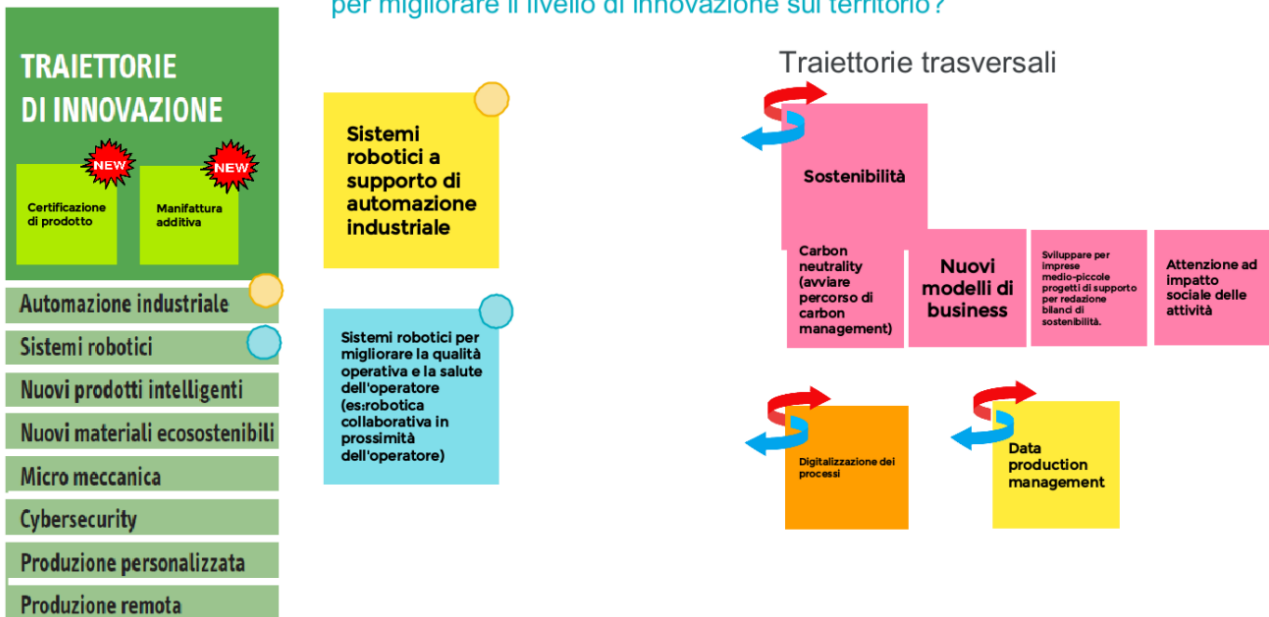 per migliorare il livello di innovazione sul territorio?
TRAIETTORIE
DI INNOVAZIONE
NEW
NEW
Certificazione
di prodotto
Manifattura
additiva
Automazione industriale
Sistemi robotici
Nuovi prodotti intelligenti
Nuovi materiali ecosostenibili
Micro meccanica
Cybersecurity
Produzione personalizzata
Produzione remota
Sistemi
robotici a
supporto di
automazione
industriale
Sistemi robotici per
migliorare la qualità
operativa e la salute
dell'operatore
(es:robotica
collaborativa in
prossimità
dell'operatore)
Traiettorie trasversali
Sostenibilità
Carbon
neutrality
(avviare
percorso di
carbon
management)
Nuovi
modelli di
business
Sviluppare per
imprese
medio-piccole
progetti di supporto
per redazione
bilanci di
sostenibilità.
Attenzione ad
impatto
sociale delle
attività
Digitalizzazione dei
processi
Data
production
management